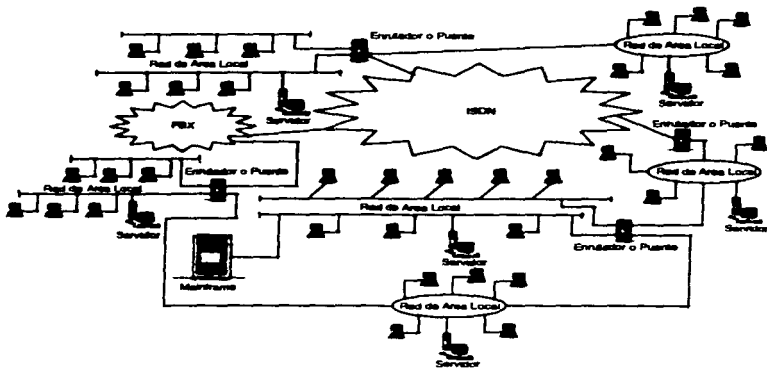 Enrutador o Puente
Red de Area Local
Red de Area Local
Servidor
Servidor
ISDN
PBX
Enrutador o Puente
Enrutador o Puente
Red de Area Local
Red de Area Local
Servidor
Servidor
Red de Area Local
Enrutador o Puente
Servidor
Mainframe
Red de Area Local
Servidor